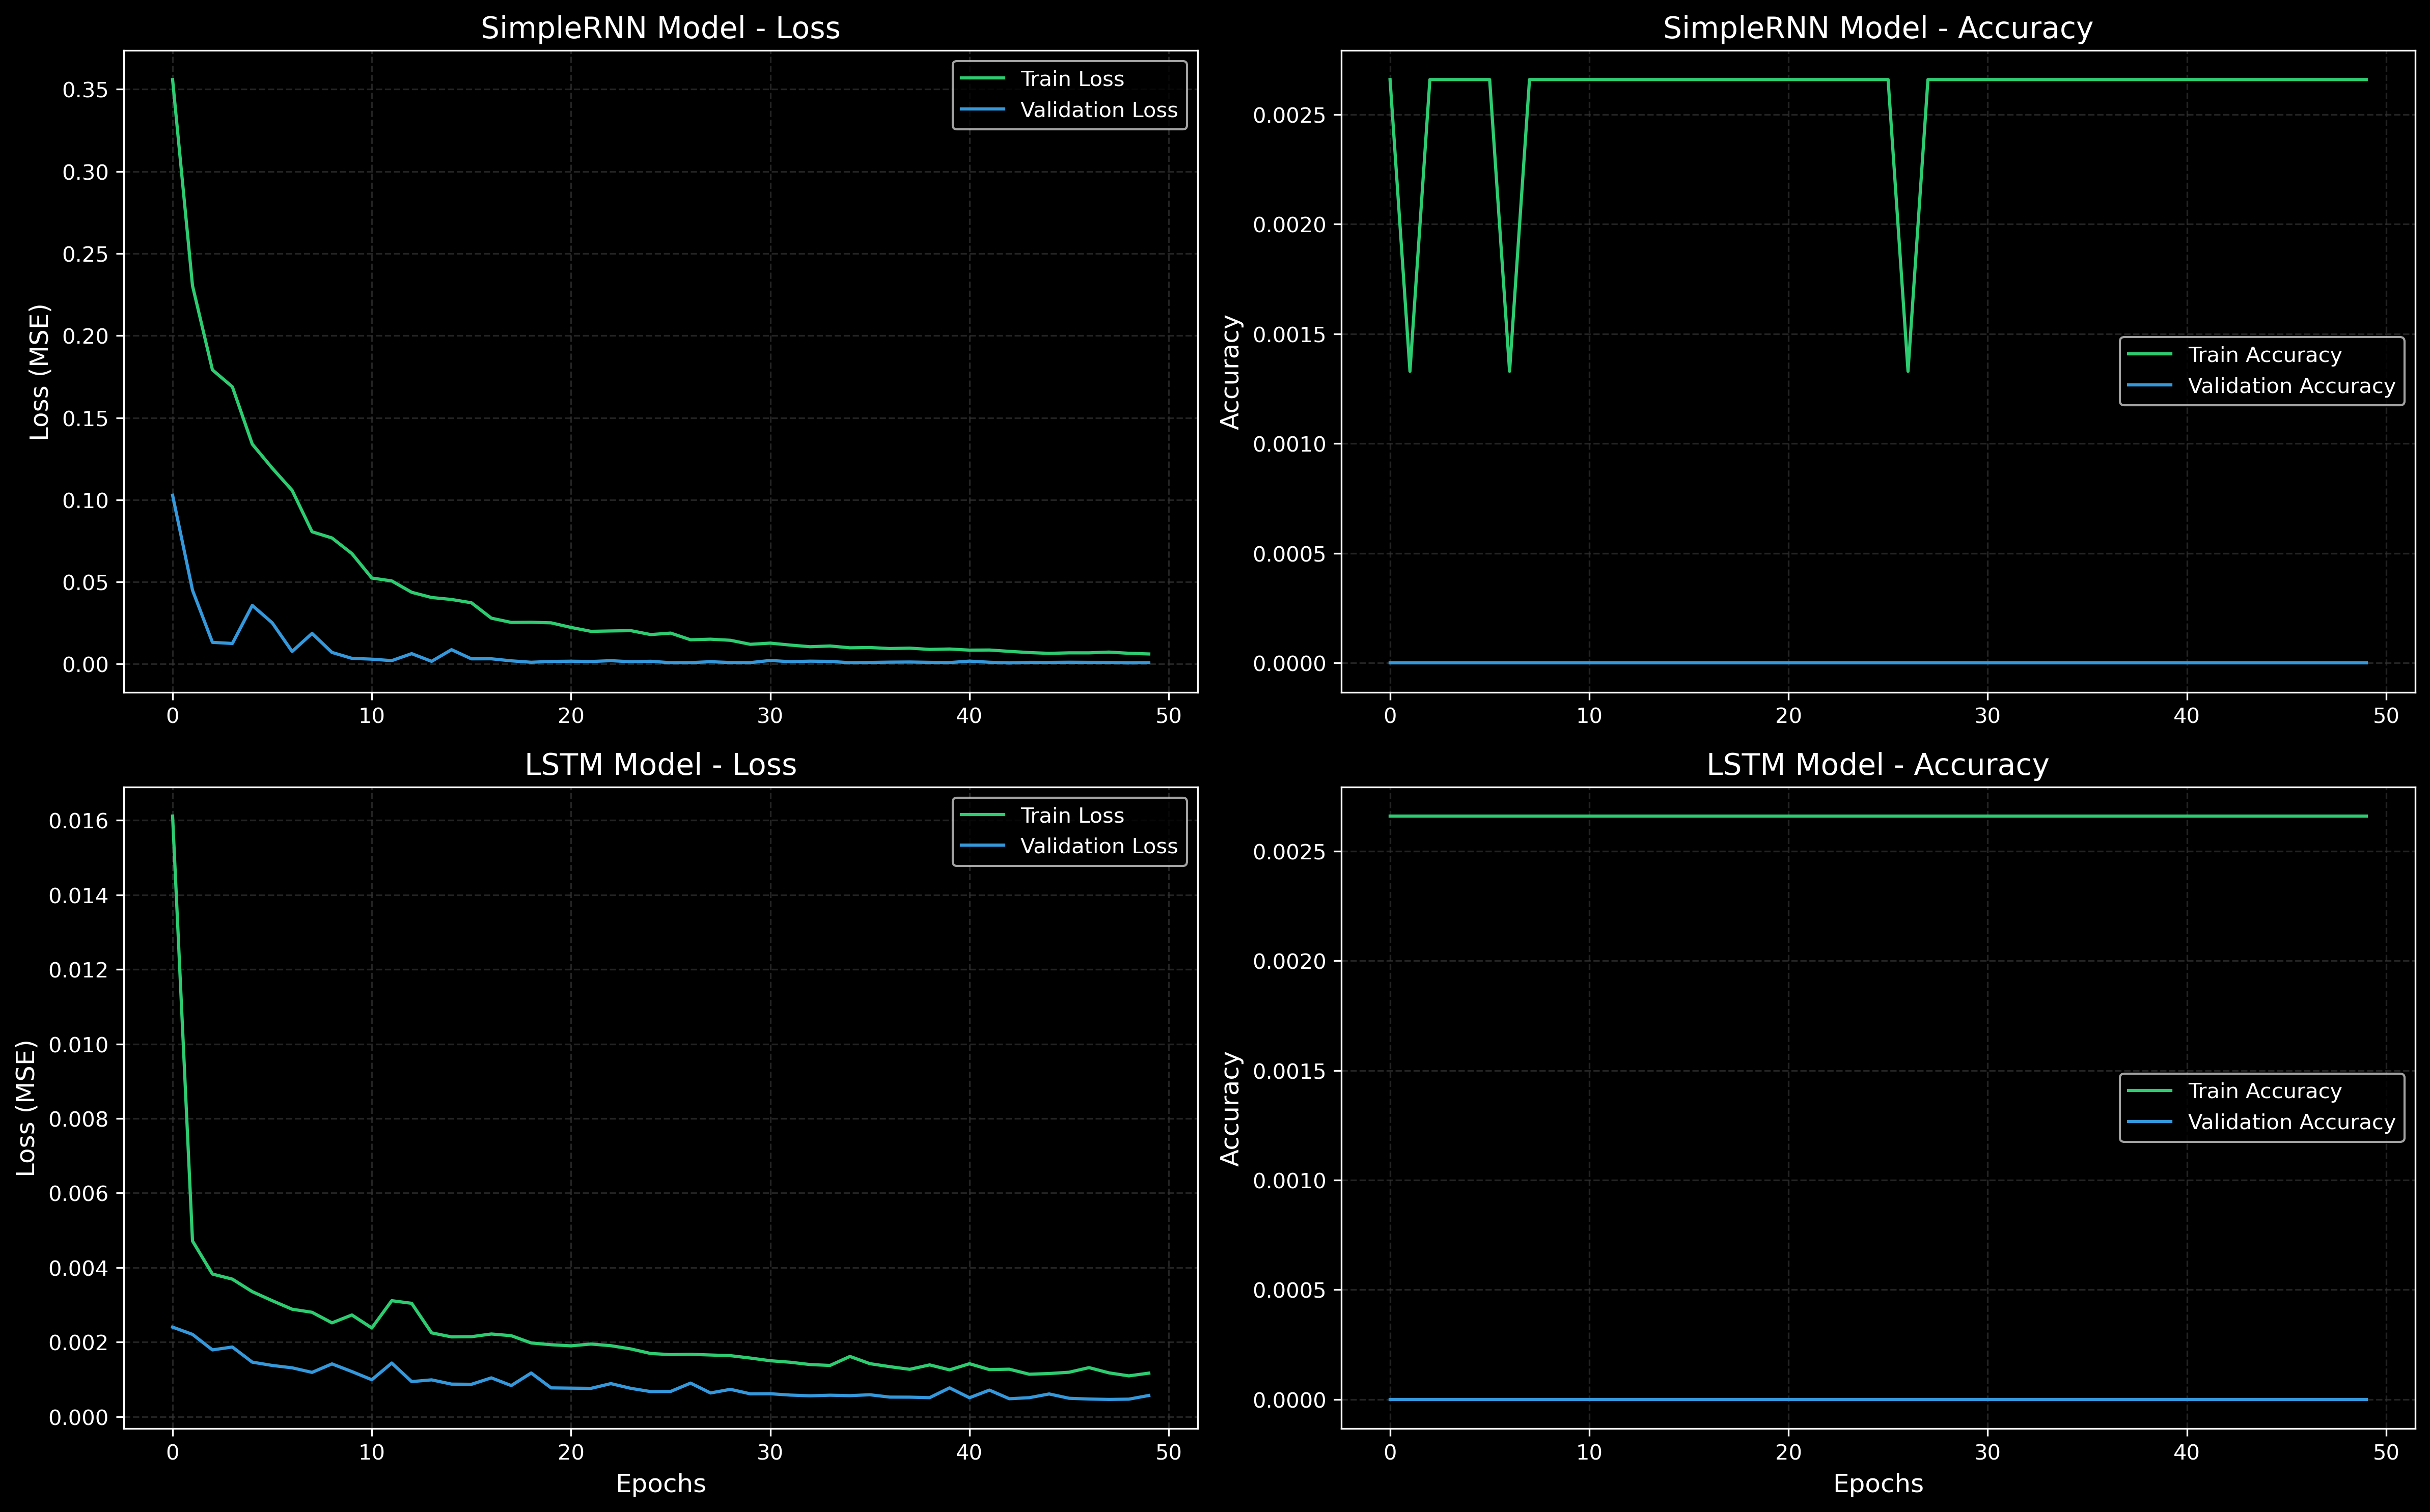 SimpleRNN Model - Loss
Loss (MSE)
0.35
0.30
0.25
0.20
0.15
0.10
0.05
0.00
0 10 20 30 40 50
Train Loss
Validation Loss
SimpleRNN Model - Accuracy
Accuracy
0.0025
0.0020
0.0015
0.0010
0.0005
0.0000
0 10 20 30 40 50
Train Accuracy
Validation Accuracy
LSTM Model - Loss
Loss (MSE)
0.016
0.014
0.012
0.010
0.008
0.006
0.004
0.002
0.000
0 10 20 30 40 50
Epochs
Train Loss
Validation Loss
LSTM Model - Accuracy
Accuracy
0.0025
0.0020
0.0015
0.0010
0.0005
0.0000
0 10 20 30 40 50
Epochs
Train Accuracy
Validation Accuracy